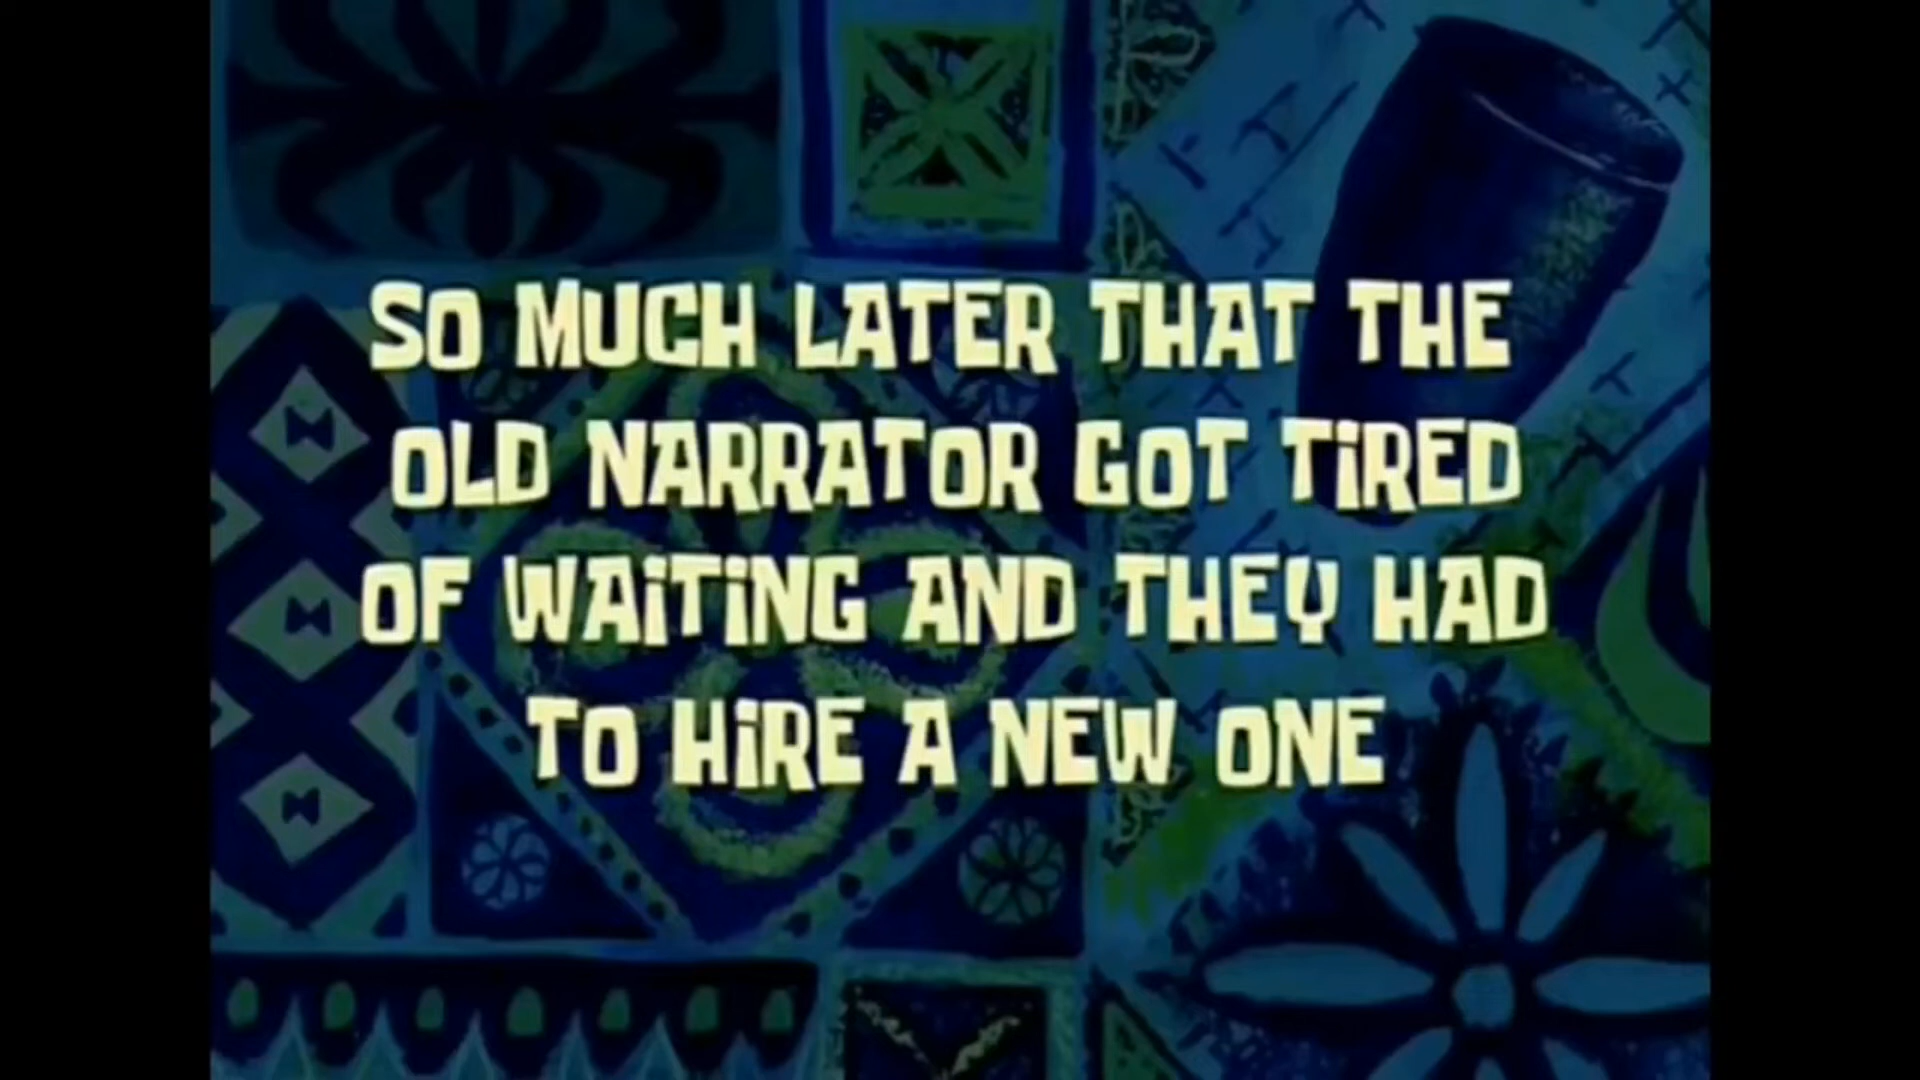 SO MUCH LATER THAT THE
OLD NARRATOR GOT TiRED
OF WAiTiNG AND THEY HAD
TO HiRE A NEW ONE